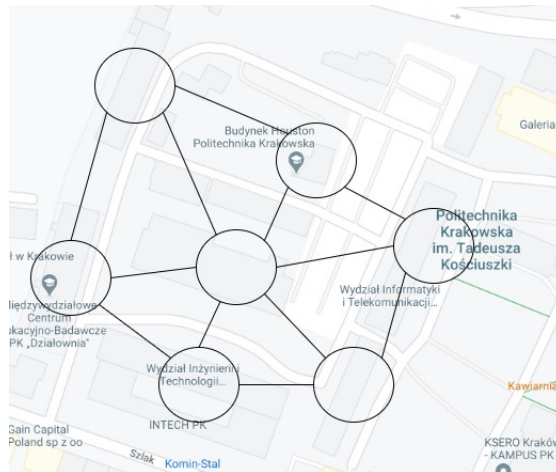 Budynek Houston
Politechnika Krakowska
Galeria
Politechnika
Krakowska
im. Tadeusza
Kościuszki
ł w Krakowie
Wydział Informatyki
i Telekomunikacji...
Międzywydziałowe
Centrum
ukacyjno-Badawcze
PK „Działownia"
Wydział Inżynierii i
Technologii...
INTECH PK
Kawiarnia
Gain Capital
Poland sp z oo
Szlak
Komin-Stal
KSERO Kraków
- KAMPUS PK